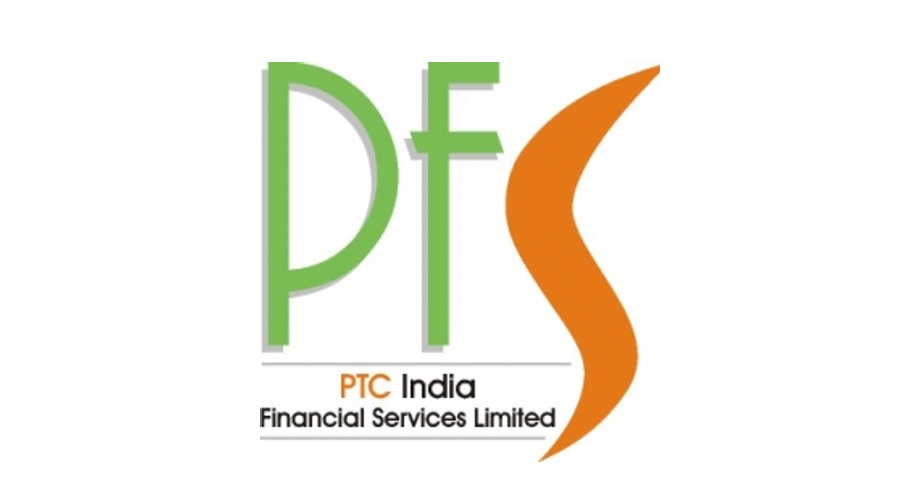 PFS
PTC India
Financial Services Limited